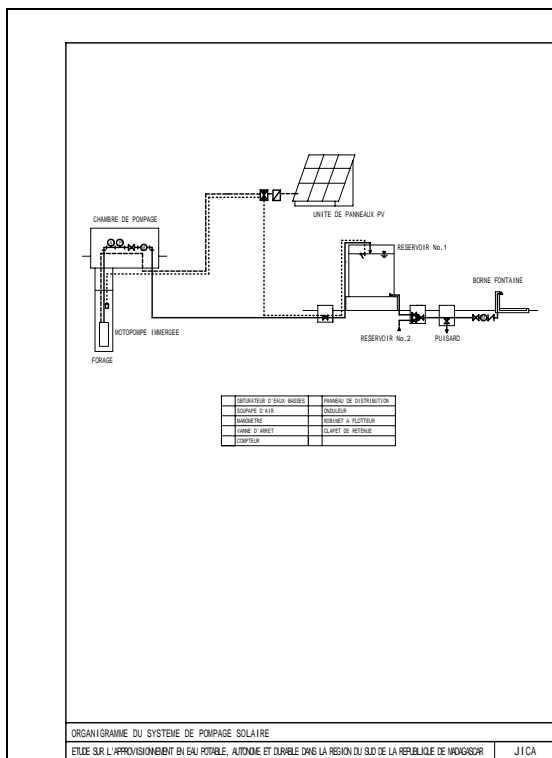 UNITE DE PANNEAUX PV
CHAMBRE DE POMPAGE
RESERVOIR No.1
BORNE FONTAINE
MOTOPOMPE IMMERGEE
RESERVOIR No.2
PUISARD
FORAGE
OBTURATEUR D'EAUX BASSES PANNEAU DE DISTRIBUTION
SOUPAPE D'AIR ONDULEUR
MANOMETRE ROBINET A FLOTTEUR
VANNE D'ARRET CLAPET DE RETENUE
COMPTEUR
ORGANIGRAMME DU SYSTEME DE POMPAGE SOLAIRE
ETUDE SUR L'APPROVISIONNEMENT EN EAU POTABLE, AUTONOME ET DURABLE DANS LA REGION DU SUD DE LA REPUBLIQUE DE MADAGASCAR JICA